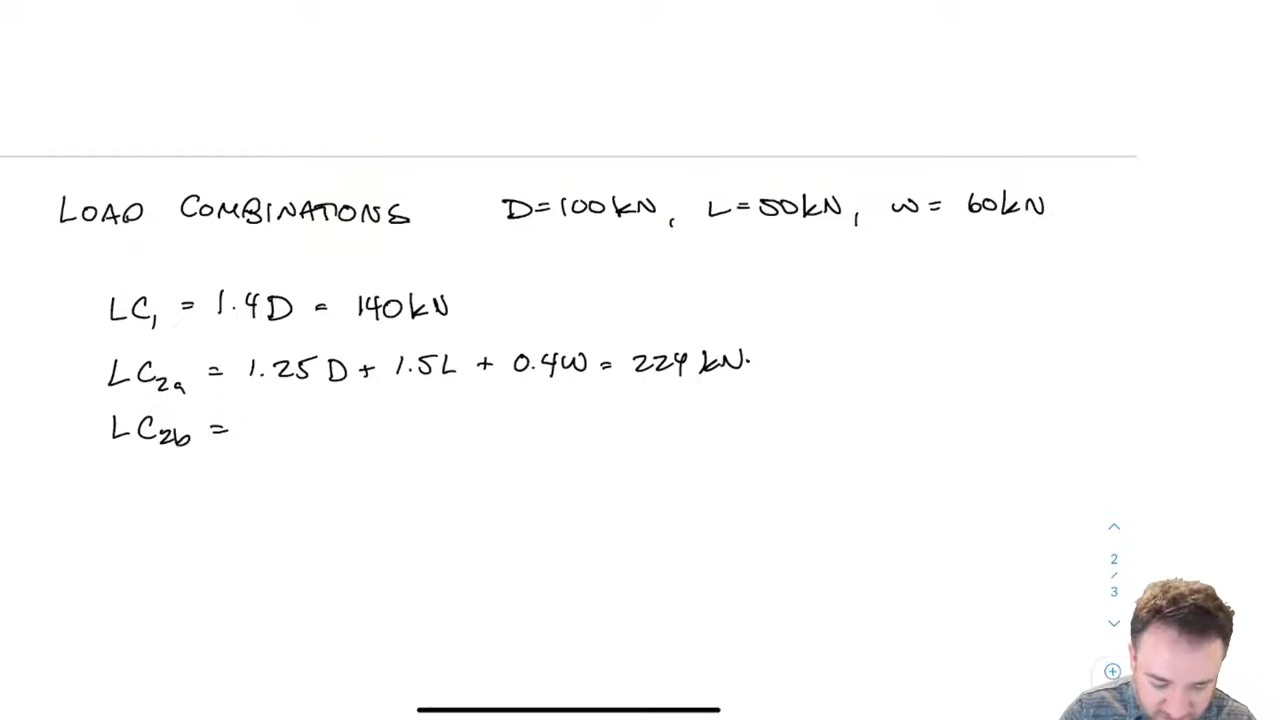 LOAD COMBINATIONS D=100kN, L=50kN, W= 60kN
LC1 = 1.4D = 140kN
LC2a = 1.25D + 1.5L + 0.4W = 224 kN.
LC2b =
2
/
3